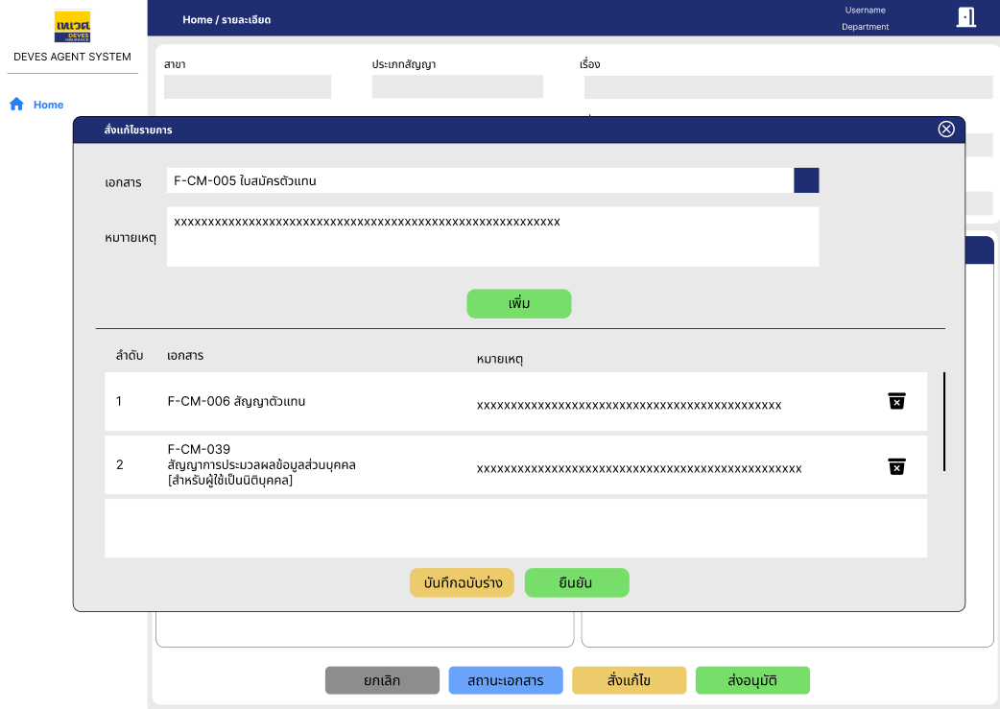 เทเวศ
DEVES
INSURANCE
DEVES AGENT SYSTEM
Home
Home / รายละเอียด
Username
Department
สาขา
ประเภทสัญญา
เรื่อง
สั่งแก้ไขรายการ
เอกสาร
F-CM-005 ใบสมัครตัวแทน
หมาายเหตุ
xxxxxxxxxxxxxxxxxxxxxxxxxxxxxxxxxxxxxxxxxxxxxxxxxxxxxxxxx
เพิ่ม
ลำดับ เอกสาร หมายเหตุ
1 F-CM-006 สัญญาตัวแทน xxxxxxxxxxxxxxxxxxxxxxxxxxxxxxxxxxxxxxxxxxxxx
2 F-CM-039
สัญญาการประมวลผลข้อมูลส่วนบุคคล
[สำหรับผู้ใช้เป็นนิติบุคคล]
xxxxxxxxxxxxxxxxxxxxxxxxxxxxxxxxxxxxxxxxxxxxxxxx
บันทึกฉบับร่าง
ยืนยัน
ยกเลิก
สถานะเอกสาร
สั่งแก้ไข
ส่งอนุมัติ